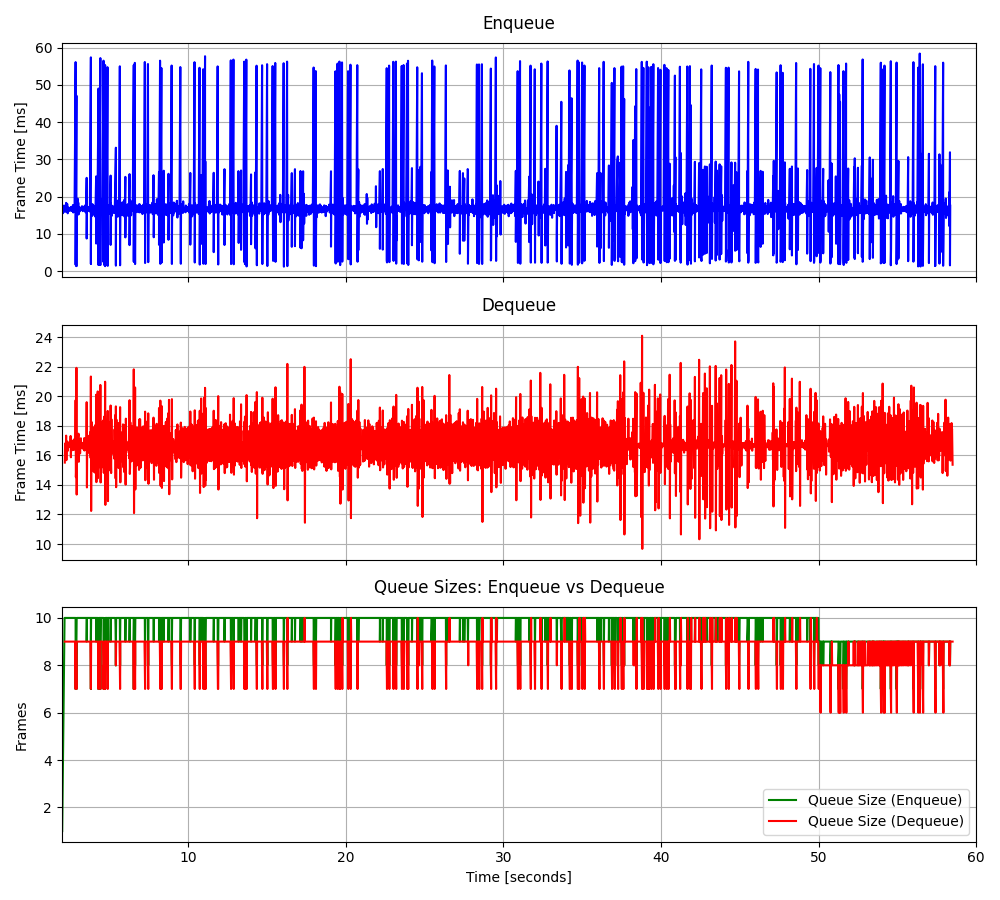 Enqueue
Frame Time [ms]
60
50
40
30
20
10
0
Dequeue
Frame Time [ms]
24
22
20
18
16
14
12
10
Queue Sizes: Enqueue vs Dequeue
Frames
10
8
6
4
2
Queue Size (Enqueue)
Queue Size (Dequeue)
10 20 30 40 50 60
Time [seconds]